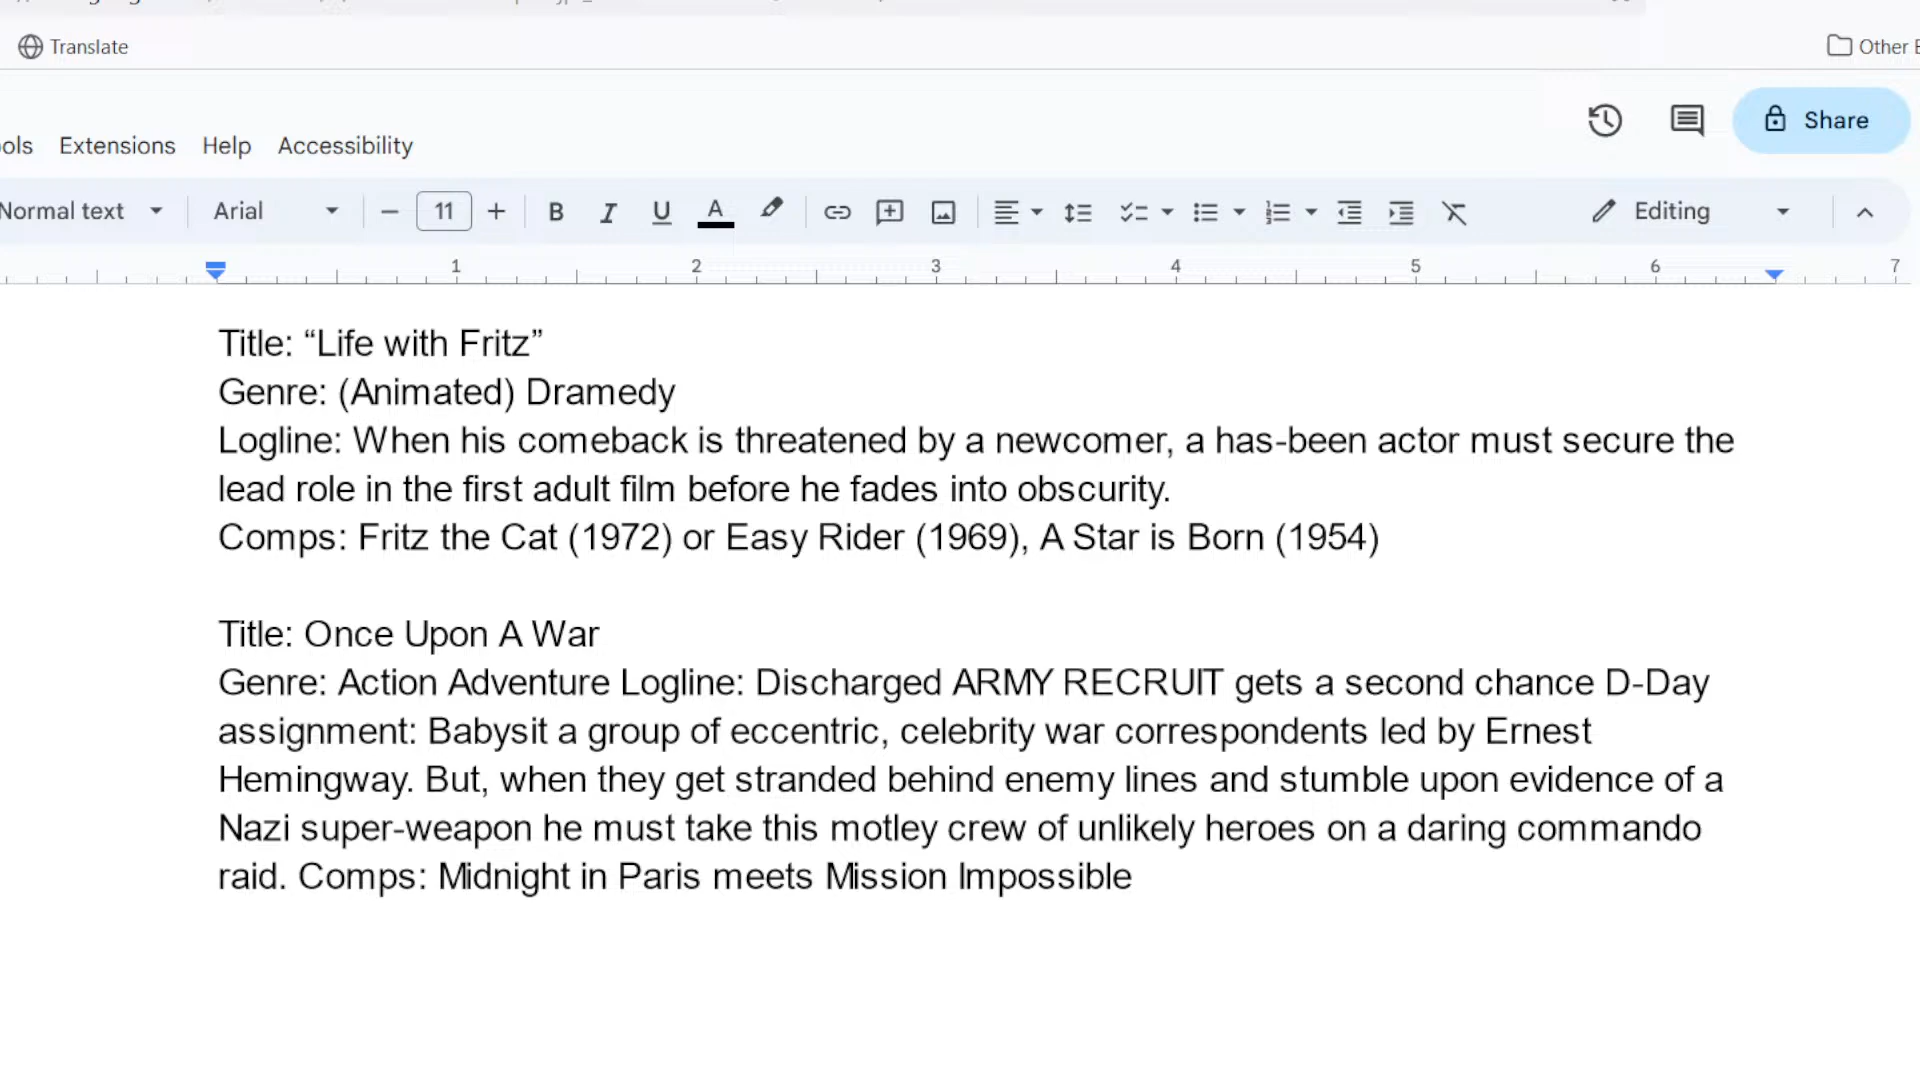 Translate
Other
Extensions Help Accessibility
Share
Normal text Arial 11 B I U A Editing
1 2 3 4 5 6 7
Title: “Life with Fritz”
Genre: (Animated) Dramedy
Logline: When his comeback is threatened by a newcomer, a has-been actor must secure the
lead role in the first adult film before he fades into obscurity.
Comps: Fritz the Cat (1972) or Easy Rider (1969), A Star is Born (1954)
Title: Once Upon A War
Genre: Action Adventure Logline: Discharged ARMY RECRUIT gets a second chance D-Day
assignment: Babysit a group of eccentric, celebrity war correspondents led by Ernest
Hemingway. But, when they get stranded behind enemy lines and stumble upon evidence of a
Nazi super-weapon he must take this motley crew of unlikely heroes on a daring commando
raid. Comps: Midnight in Paris meets Mission Impossible